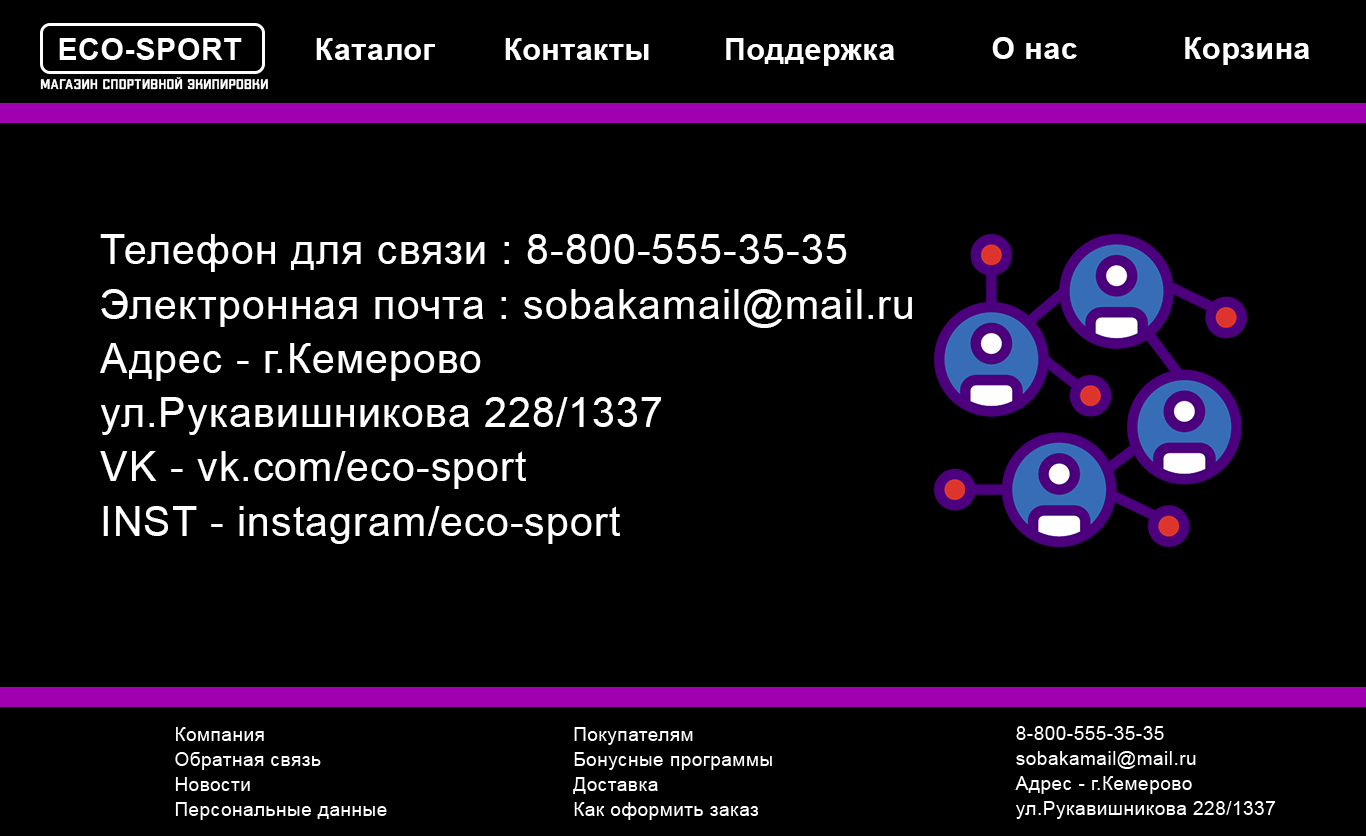 ECO-SPORT
МАГАЗИН СПОРТИВНОЙ ЭКИПИРОВКИ
Каталог
Контакты
Поддержка
О нас
Корзина
Телефон для связи : 8-800-555-35-35
Электронная почта : sobakamail@mail.ru
Адрес - г.Кемерово
ул.Рукавишникова 228/1337
VK - vk.com/eco-sport
INST - instagram/eco-sport
Компания
Обратная связь
Новости
Персональные данные
Покупателям
Бонусные программы
Доставка
Как оформить заказ
8-800-555-35-35
sobakamail@mail.ru
Адрес - г.Кемерово
ул.Рукавишникова 228/1337